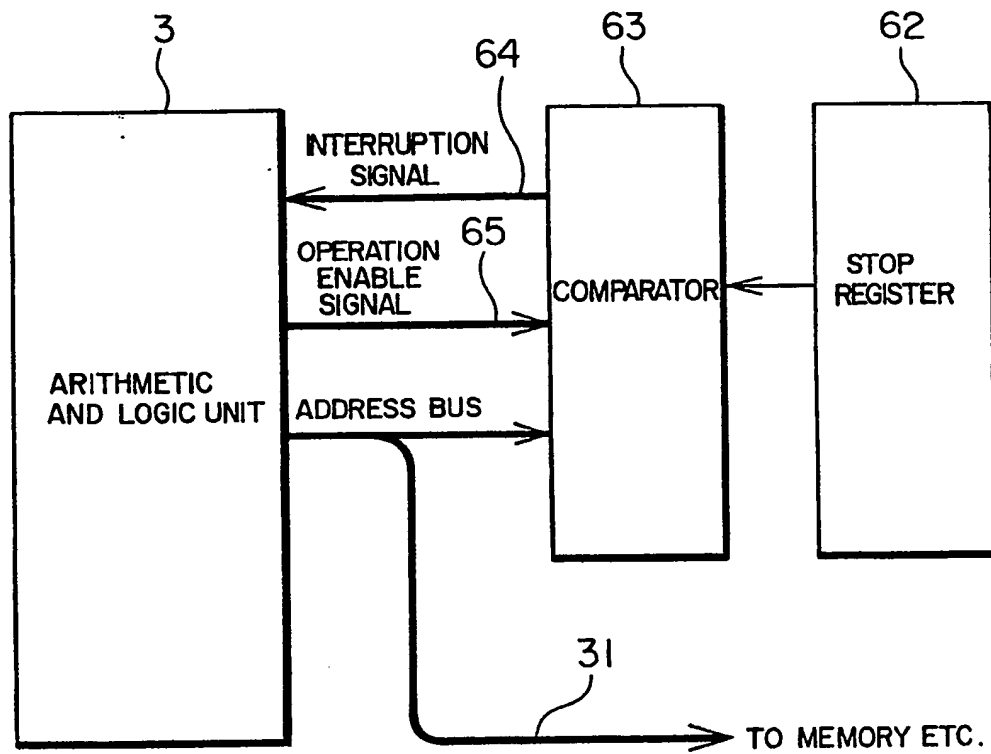 3
64
63
62
INTERRUPTION
SIGNAL
65
OPERATION
ENABLE
SIGNAL
COMPARATOR
STOP
REGISTER
ARITHMETIC
AND LOGIC UNIT
ADDRESS BUS
31
TO MEMORY ETC.